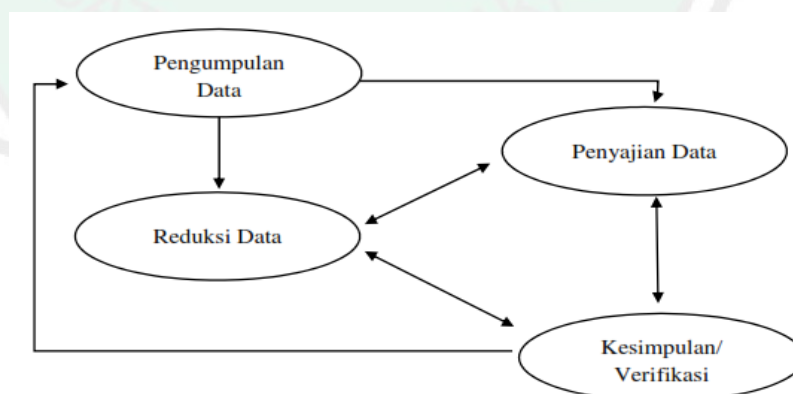 Pengumpulan
Data
Penyajian Data
Reduksi Data
Kesimpulan/
Verifikasi